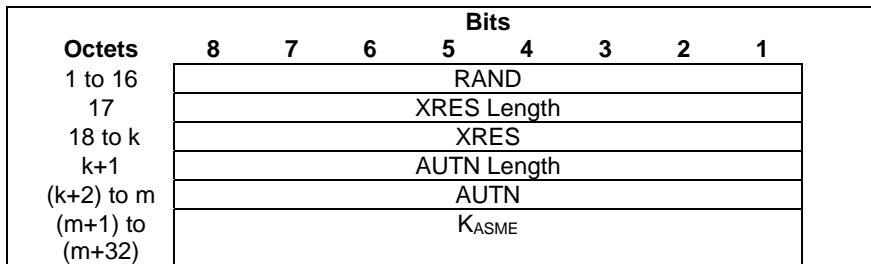 Bits
Octets 8 7 6 5 4 3 2 1
1 to 16 RAND
17 XRES Length
18 to k XRES
k+1 AUTN Length
(k+2) to m AUTN
(m+1) to KASME
(m+32)